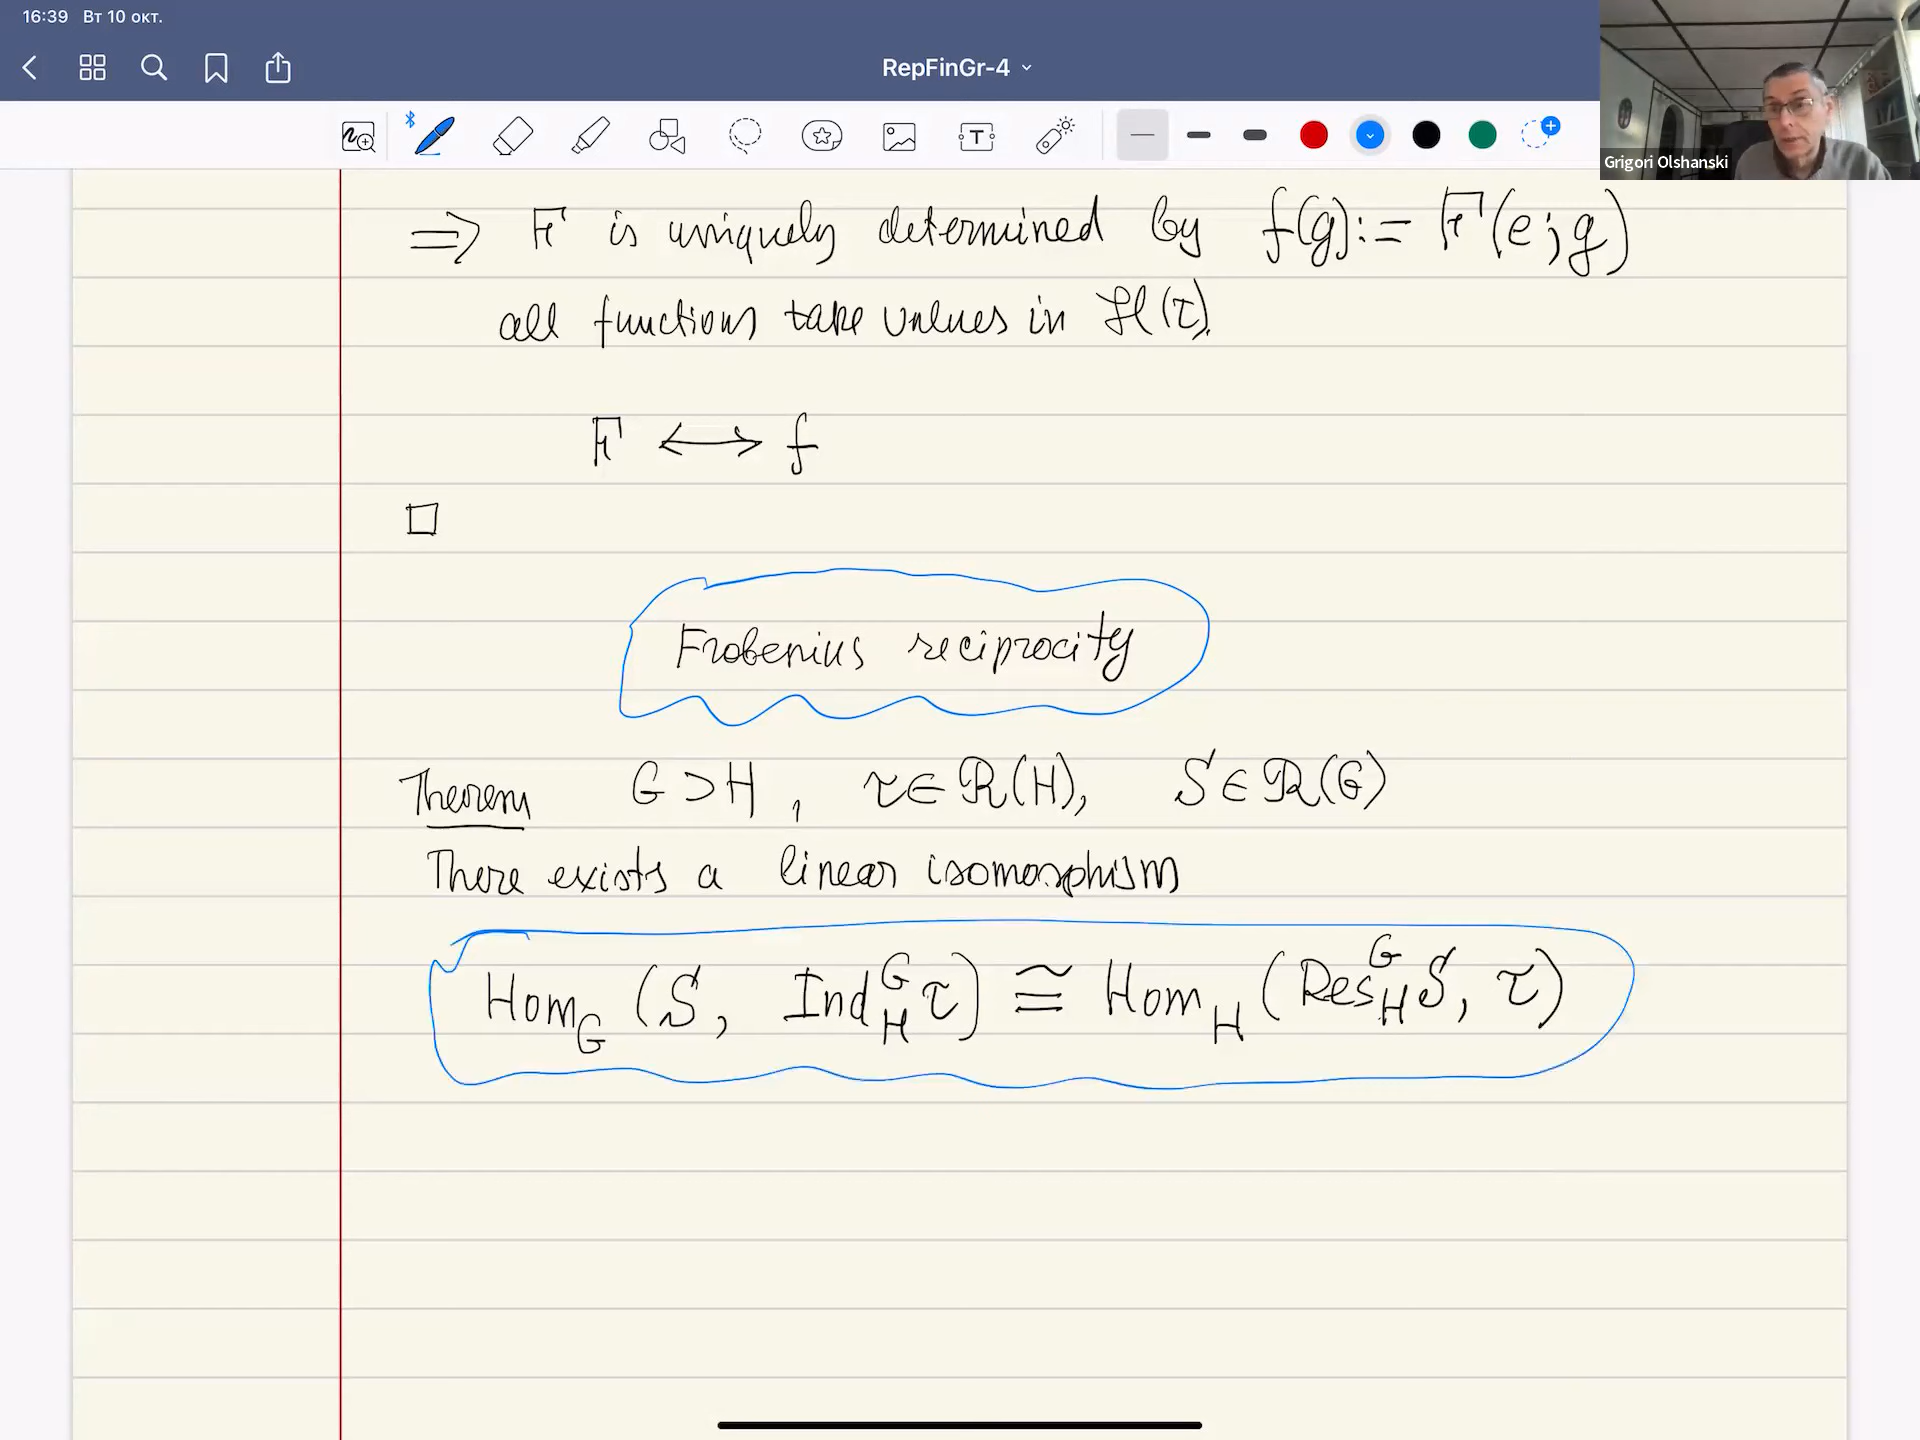 16:39 Вт 10 окт.
RepFinGr-4
Grigori Olshanski
⇒ F is uniquely determined by f(g) := F(e; g)
all functions take values in ℋ(τ).
F ⟷ f
□
Frobenius reciprocity
Theorem G > H, τ ∈ ℛ(H), S ∈ ℛ(G)
There exists a linear isomorphism
Hom_G (S, Ind_H^G τ) ≅ Hom_H (Res_H^G S, τ)